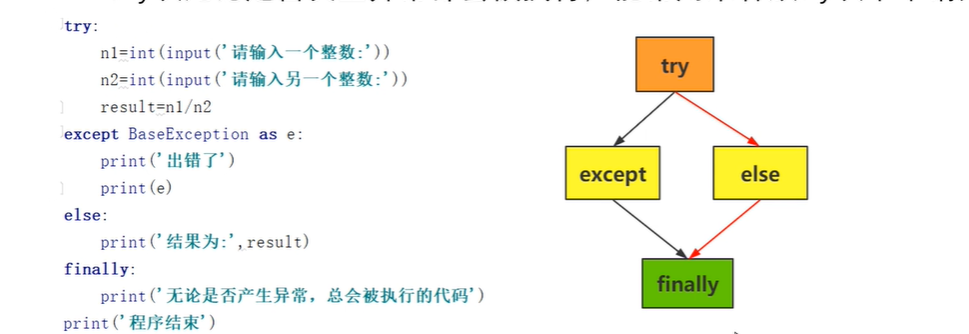 try:
n1=int(input('请输入一个整数:'))
n2=int(input('请输入另一个整数:'))
result=n1/n2
except BaseException as e:
print('出错了')
print(e)
else:
print('结果为:',result)
finally:
print('无论是否产生异常，总会被执行的代码')
print('程序结束')
try
except
else
finally